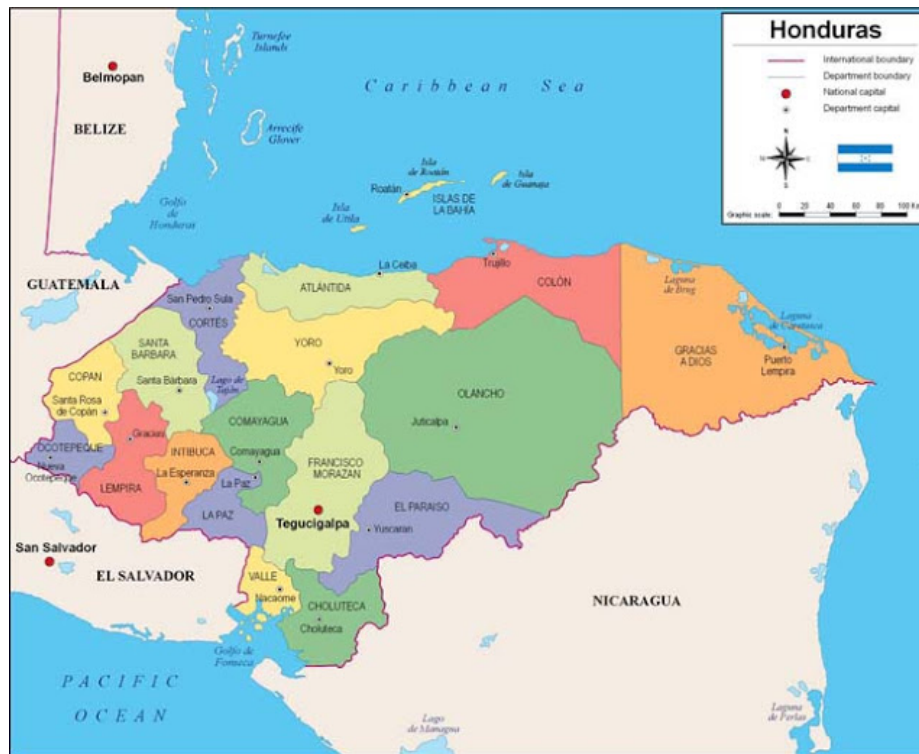 Honduras
International boundary
Department boundary
National capital
Department capital
N
S
Graphic scale:
0 20 40 60 80 100 Km
Turnefee
Islands
Belmopan
BELIZE
Arrecife
Glover
Caribbean Sea
Isla
de Roatán
Roatán
ISLAS DE
LA BAHÍA
Isla
de Guanaja
Isla
de Utila
Golfo
de
Honduras
GUATEMALA
San Pedro Sula
CORTÉS
La Ceiba
ATLÁNTIDA
Trujillo
COLÓN
Laguna
de Brug
Laguna
de Caratasca
Puerto
Lempira
GRACIAS
A DIOS
SANTA
BARBARA
Santa Bárbara
YORO
Yoro
COPAN
Santa Rosa
de Copán
Lago de
Yojoa
OLANCHO
Juticalpa
COMAYAGUA
Comayagua
Gracias
OCOTEPEQUE
Nueva
Ocotepeque
INTIBUCA
La Esperanza
LEMPIRA
La Paz
LA PAZ
FRANCISCO
MORAZAN
Tegucigalpa
EL PARAISO
Yuscaran
San Salvador
EL SALVADOR
VALLE
Nacaome
CHOLUTECA
Choluteca
NICARAGUA
Golfo de
Fonseca
PACIFIC
OCEAN
Lago
de Managua
Laguna
de Perlas